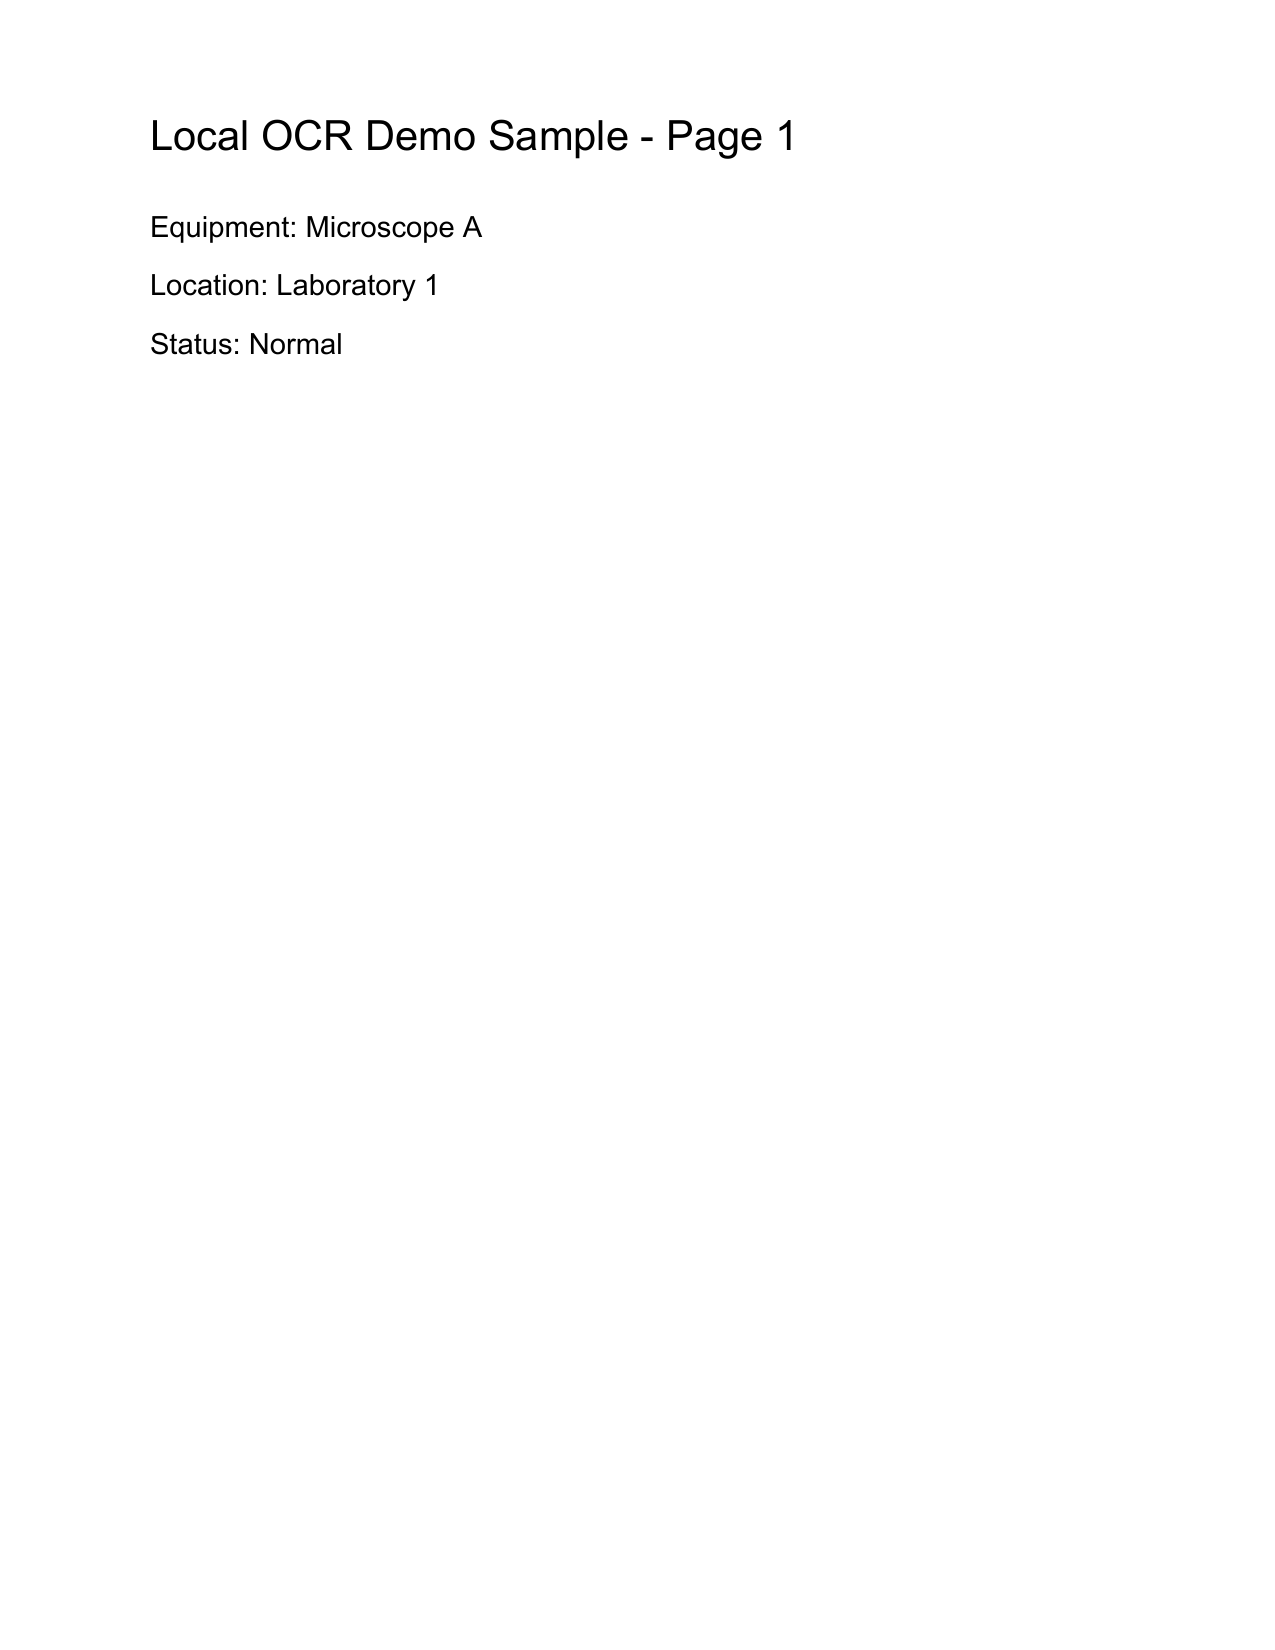 Local OCR Demo Sample - Page 1
Equipment: Microscope A
Location: Laboratory 1
Status: Normal